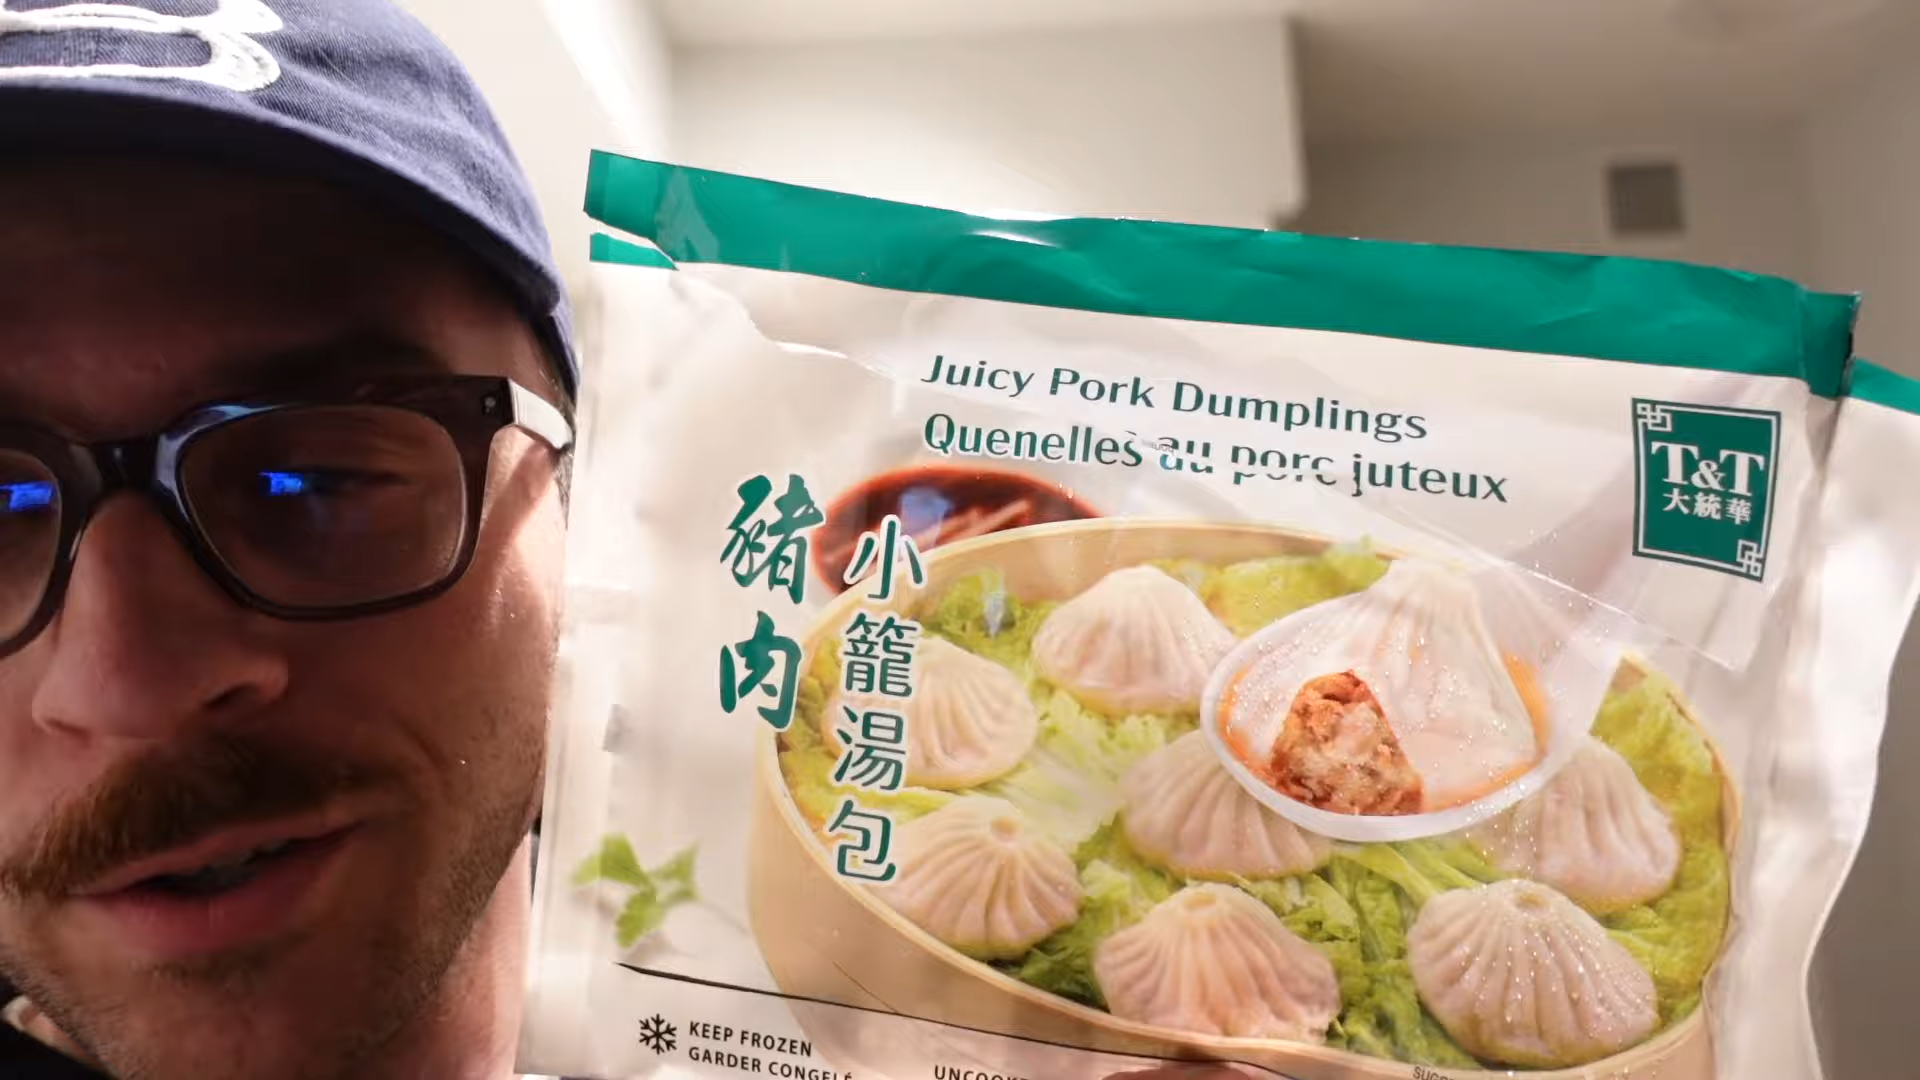 B
Juicy Pork Dumplings
Quenelles au porc juteux
T&T
大統華
豬肉
小籠湯包
KEEP FROZEN
GARDER CONGELÉ